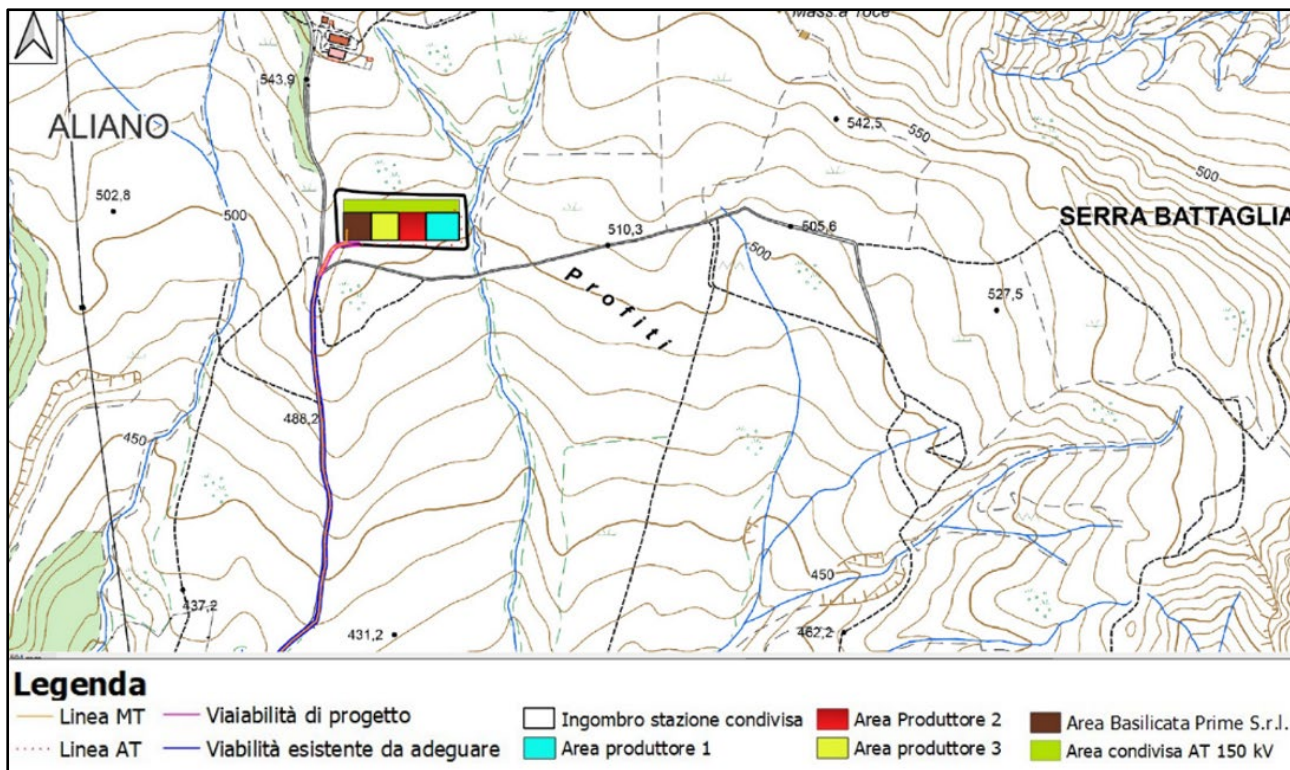 Mass.a Toce
543,9
ALIANO
542,5
550
500
502,8
500
SERRA BATTAGLIA
510,3
505,6
500
Profiti
527,5
488,2
450
450
437,2
431,2
462,2
Legenda
Linea MT
Viaiabilità di progetto
Ingombro stazione condivisa
Area Produttore 2
Area Basilicata Prime S.r.l.
Linea AT
Viabilità esistente da adeguare
Area produttore 1
Area produttore 3
Area condivisa AT 150 kV